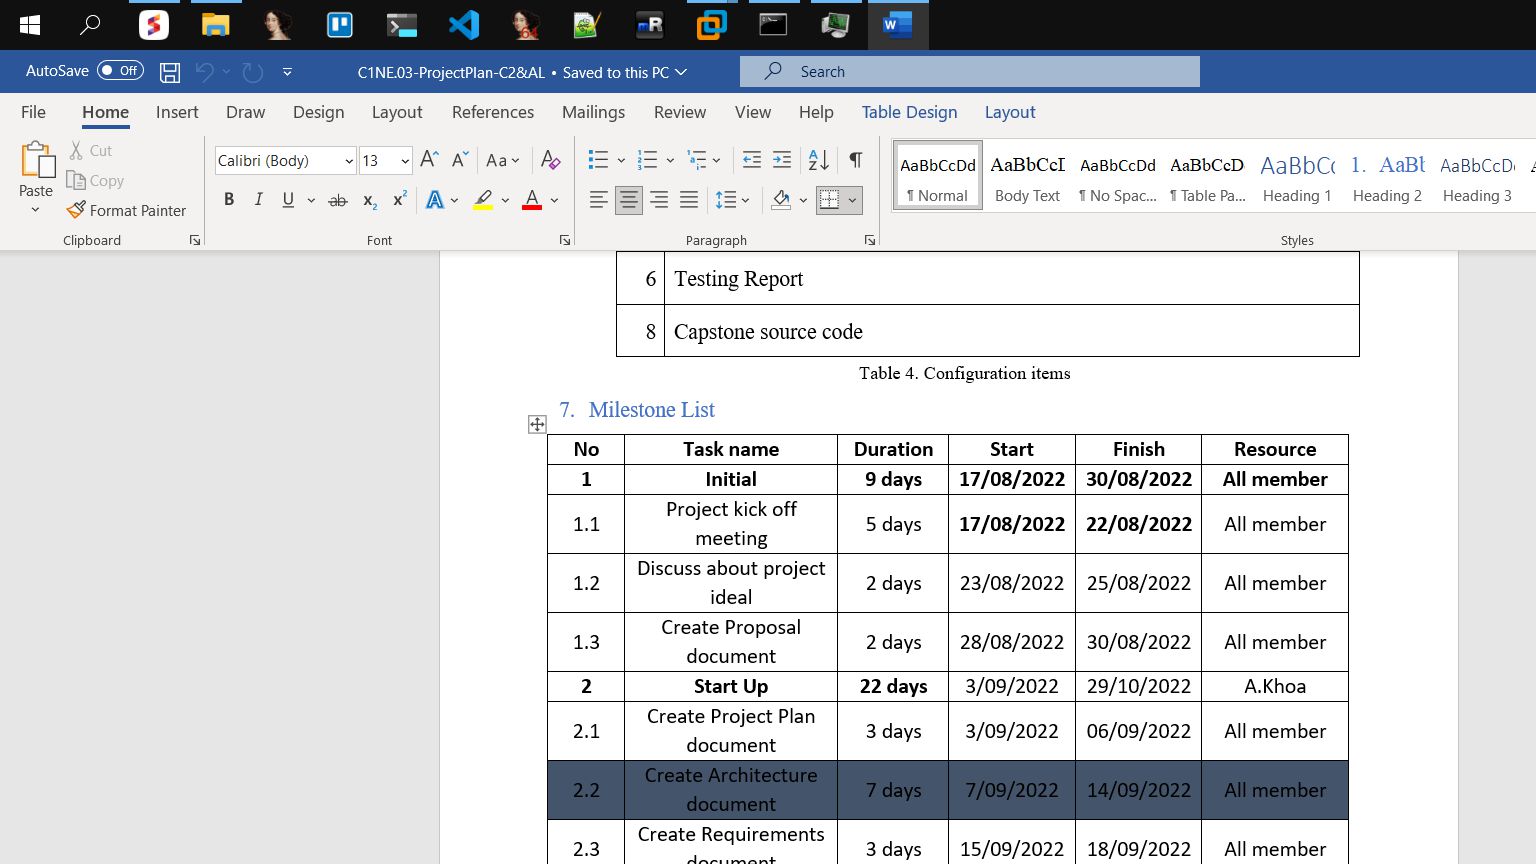 AutoSave Off
C1NE.03-ProjectPlan-C2&AL • Saved to this PC
Search
File Home Insert Draw Design Layout References Mailings Review View Help Table Design Layout
Paste
Cut
Copy
Format Painter
Clipboard
Calibri (Body) 13
Font
Paragraph
AaBbCcDd AaBbCcI AaBbCcDd AaBbCcD AaBbCc 1. AaBb AaBbCcD
¶ Normal Body Text ¶ No Spac... ¶ Table Pa... Heading 1 Heading 2 Heading 3
Styles
6 Testing Report
8 Capstone source code
Table 4. Configuration items
7. Milestone List
No Task name Duration Start Finish Resource
1 Initial 9 days 17/08/2022 30/08/2022 All member
1.1 Project kick off meeting 5 days 17/08/2022 22/08/2022 All member
1.2 Discuss about project ideal 2 days 23/08/2022 25/08/2022 All member
1.3 Create Proposal document 2 days 28/08/2022 30/08/2022 All member
2 Start Up 22 days 3/09/2022 29/10/2022 A.Khoa
2.1 Create Project Plan document 3 days 3/09/2022 06/09/2022 All member
2.2 Create Architecture document 7 days 7/09/2022 14/09/2022 All member
2.3 Create Requirements document 3 days 15/09/2022 18/09/2022 All member